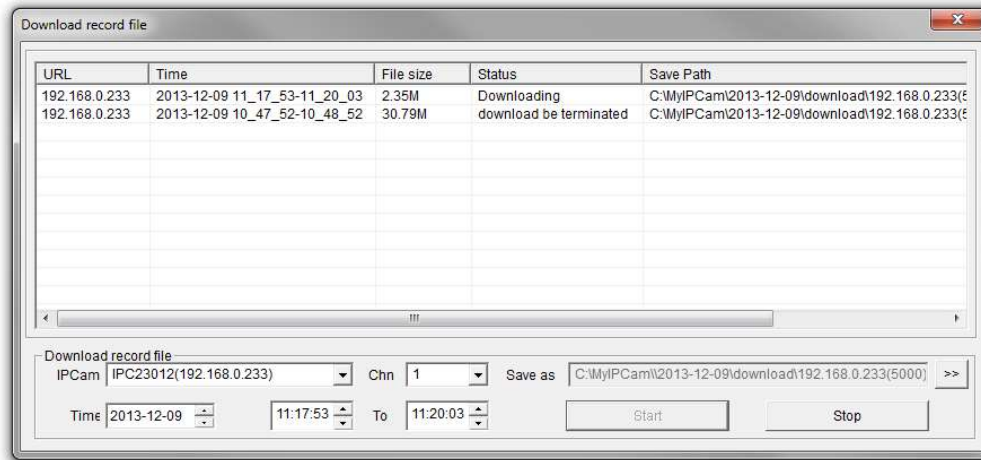 Download record file
URL Time File size Status Save Path
192.168.0.233 2013-12-09 11_17_53-11_20_03 2.35M Downloading C:\MyIPCam\2013-12-09\download\192.168.0.233(5
192.168.0.233 2013-12-09 10_47_52-10_48_52 30.79M download be terminated C:\MyIPCam\2013-12-09\download\192.168.0.233(5
Download record file
IPCam IPC23012(192.168.0.233) Chn 1 Save as C:\MyIPCam\\2013-12-09\download\192.168.0.233(5000) >>
Time 2013-12-09 11:17:53 To 11:20:03 Start Stop